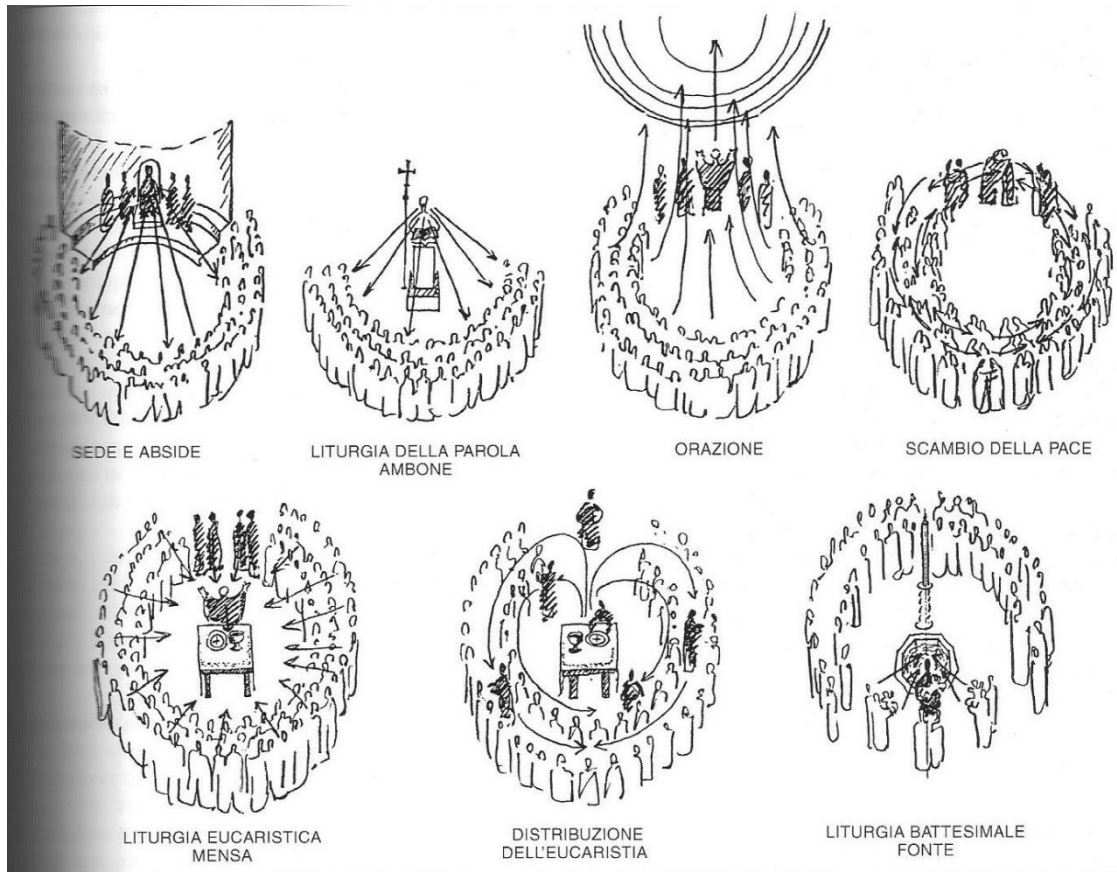 SEDE E ABSIDE
LITURGIA DELLA PAROLA
AMBONE
ORAZIONE
SCAMBIO DELLA PACE
LITURGIA EUCARISTICA
MENSA
DISTRIBUZIONE
DELL'EUCARISTIA
LITURGIA BATTESIMALE
FONTE